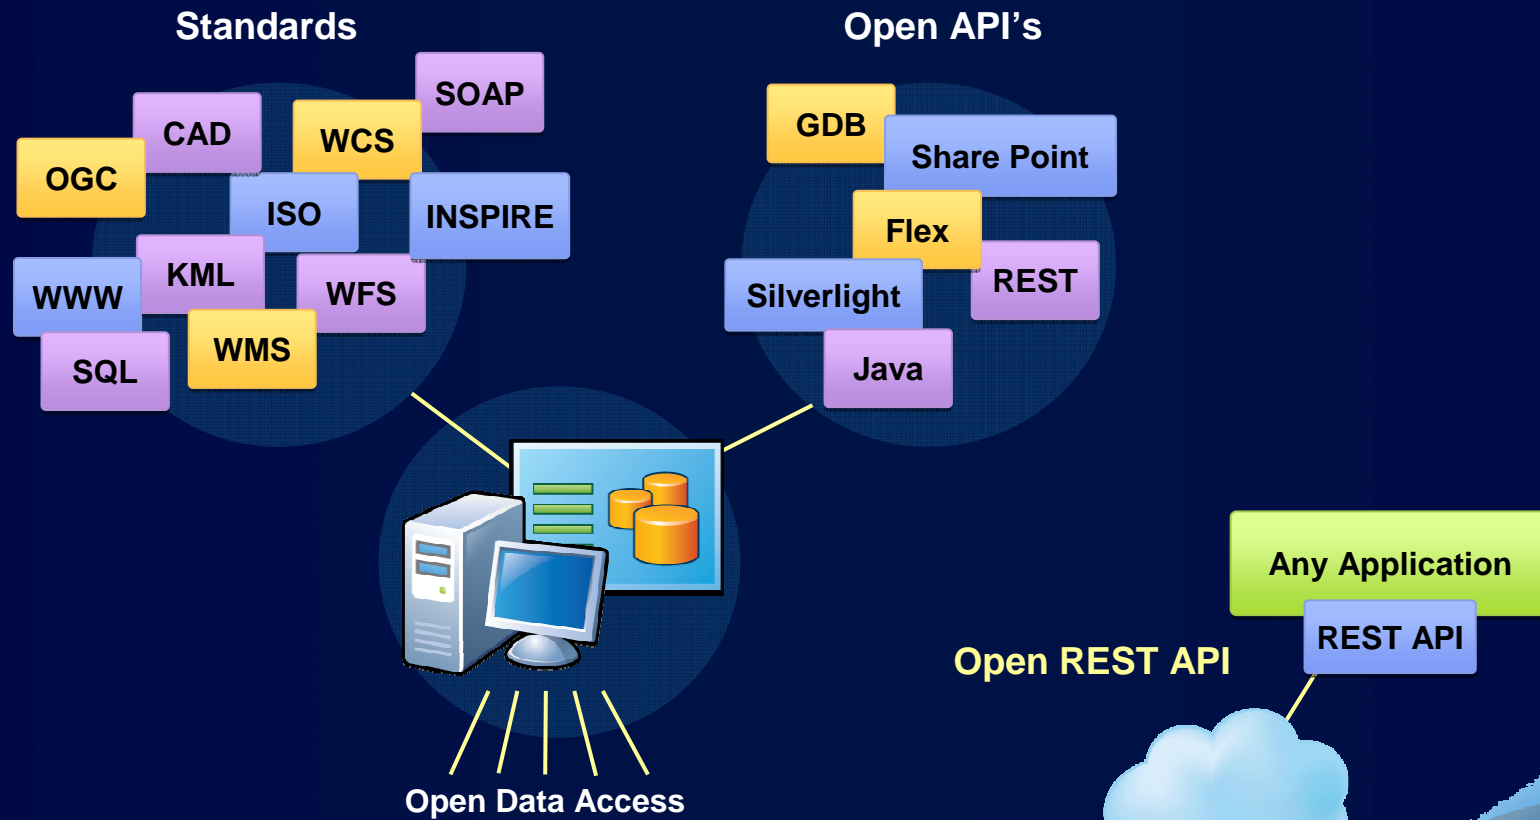 Standards
SOAP
CAD
WCS
OGC
ISO
INSPIRE
KML
WFS
WWW
WMS
SQL
Open API's
GDB
Share Point
Flex
REST
Silverlight
Java
Any Application
REST API
Open REST API
Open Data Access